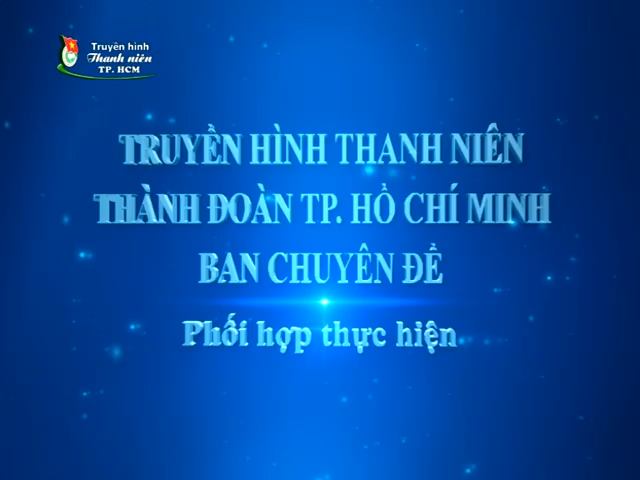 Truyền hình
Thanh niên
TP. HCM
TRUYỀN HÌNH THANH NIÊN
THÀNH ĐOÀN TP. HỒ CHÍ MINH
BAN CHUYÊN ĐỀ
Phối hợp thực hiện